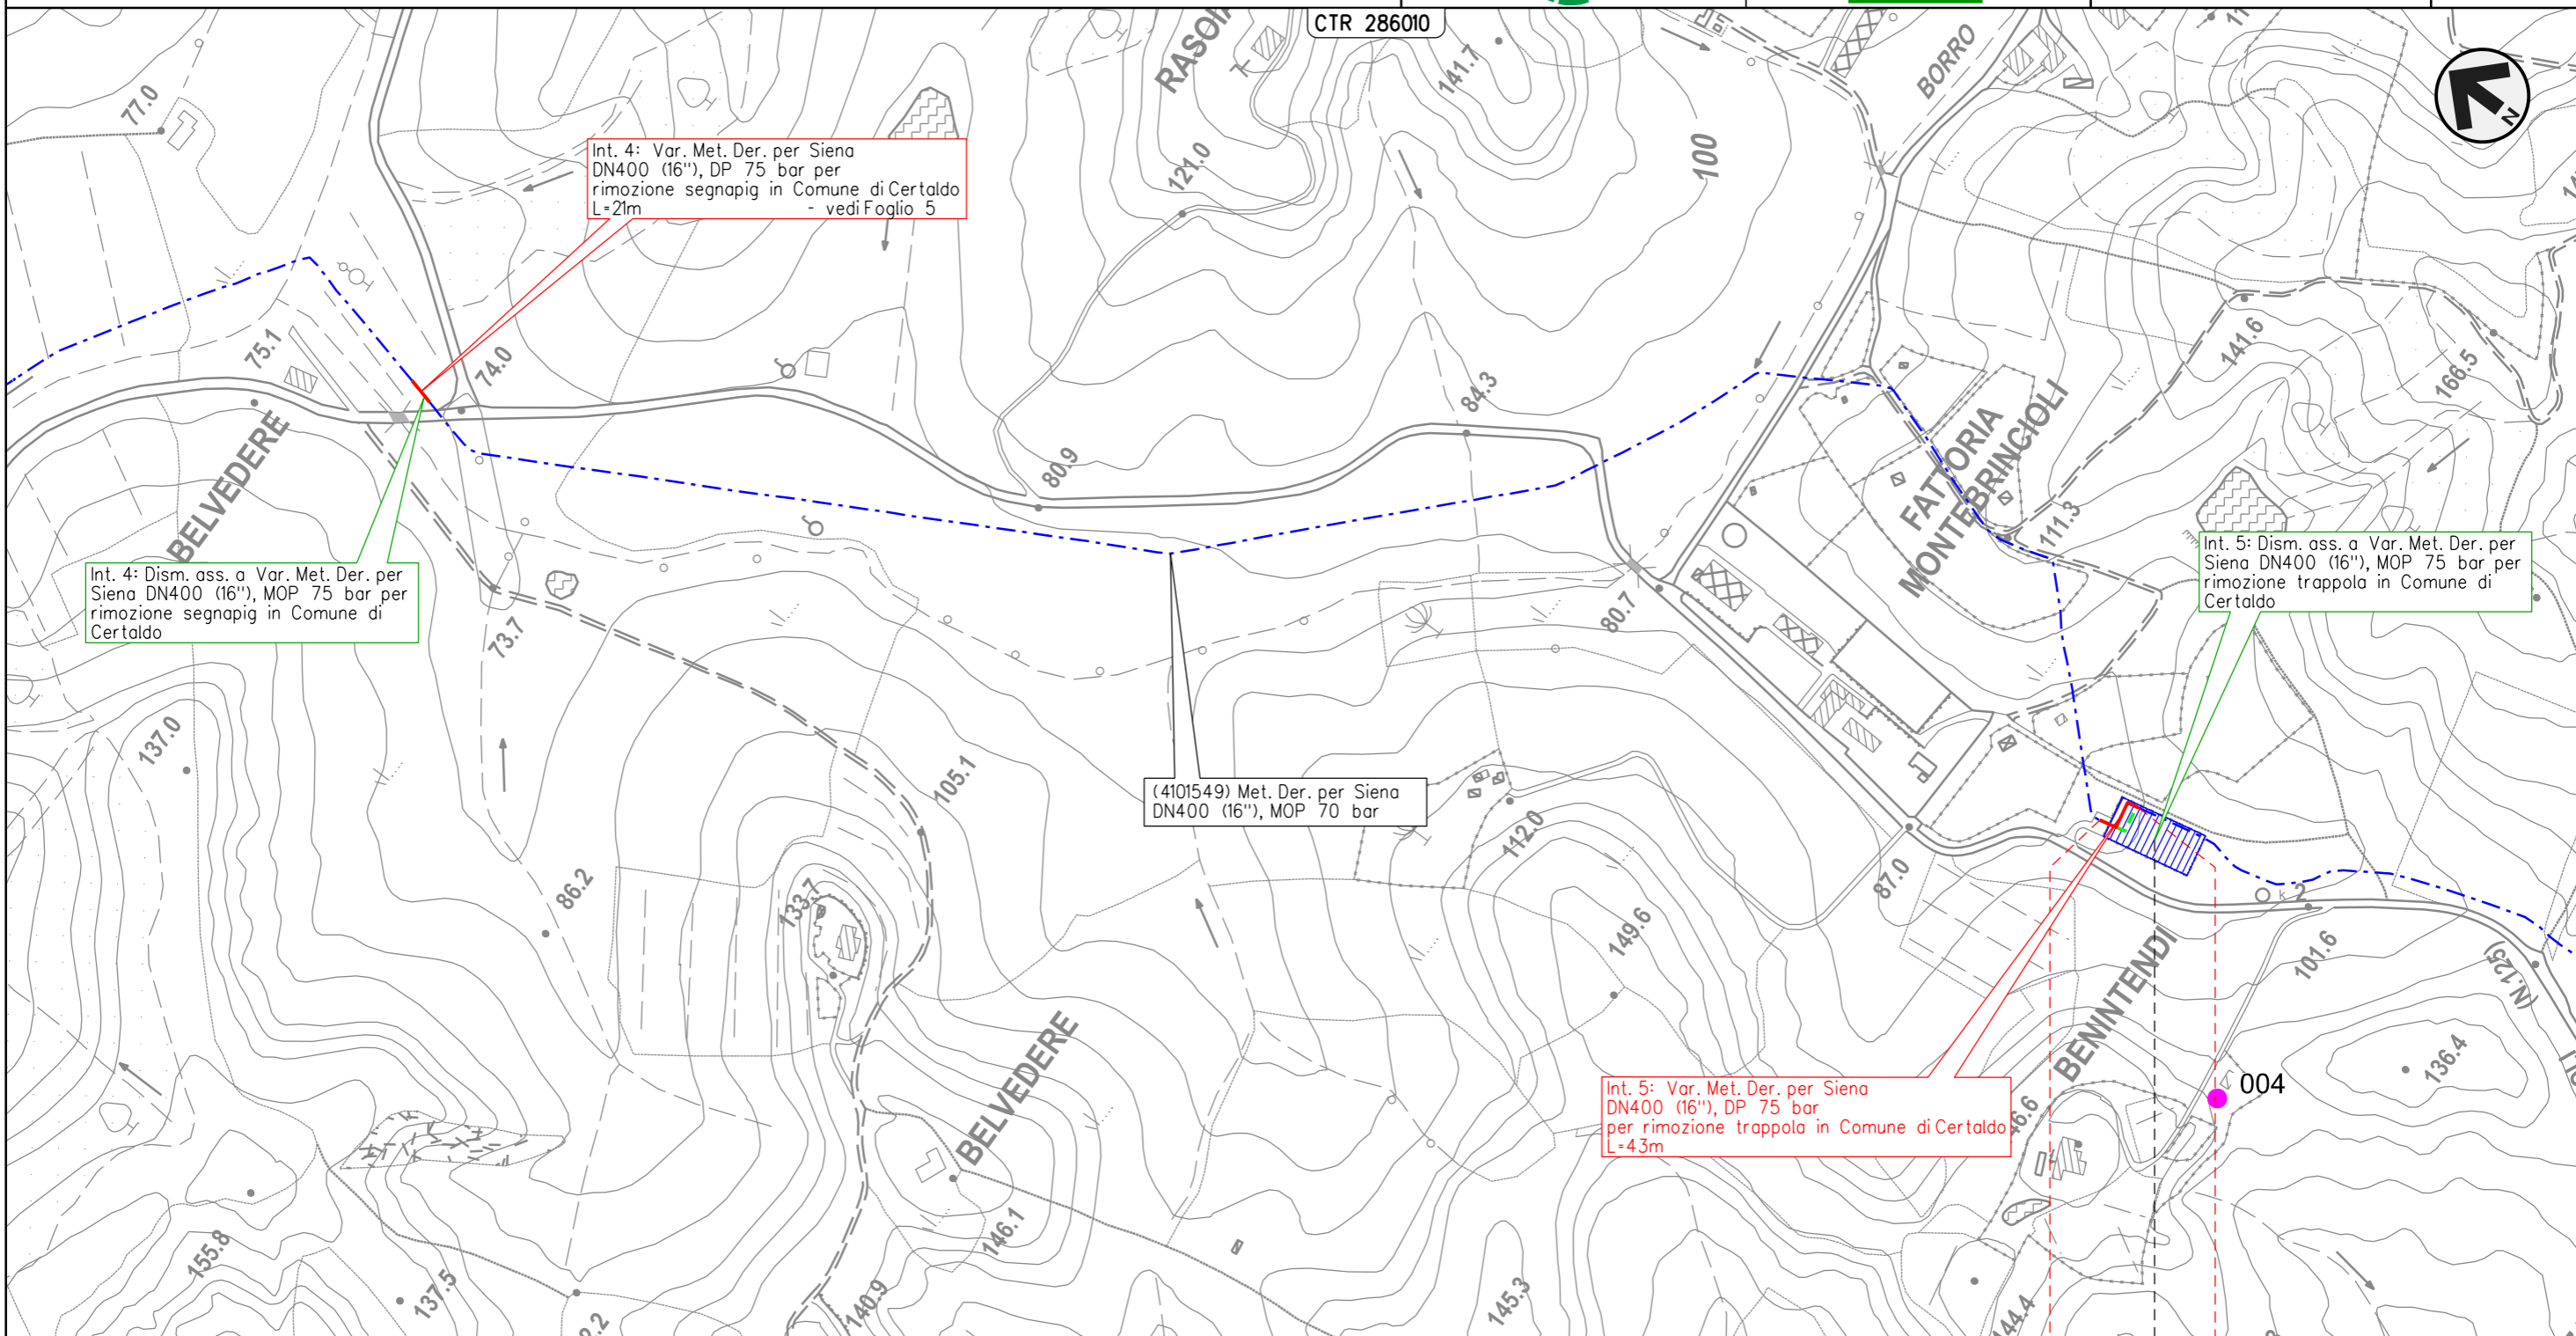 CTR 286010
RASOIA
BORRO
77.0
141.7
121.0
100
Int. 4: Var. Met. Der. per Siena
DN400 (16"), DP 75 bar per
rimozione segnapig in Comune di Certaldo
L=21m - vedi Foglio 5
N
75.1
74.0
84.3
80.9
141.6
166.5
BELVEDERE
FATTORIA
MONTEBRINCIOLI
111.3
Int. 4: Dism. ass. a Var. Met. Der. per
Siena DN400 (16"), MOP 75 bar per
rimozione segnapig in Comune di
Certaldo
Int. 5: Dism. ass. a Var. Met. Der. per
Siena DN400 (16"), MOP 75 bar per
rimozione trappola in Comune di
Certaldo
73.7
80.7
137.0
105.1
(4101549) Met. Der. per Siena
DN400 (16"), MOP 70 bar
112.0
87.0
k 2
86.2
133.7
149.6
101.6
(N.125)
BENINTENDI
BELVEDERE
136.4
004
Int. 5: Var. Met. Der. per Siena
DN400 (16"), DP 75 bar
per rimozione trappola in Comune di Certaldo
L=43m
46.6
155.8
146.1
137.5
140.9
145.3
144.4
2.2